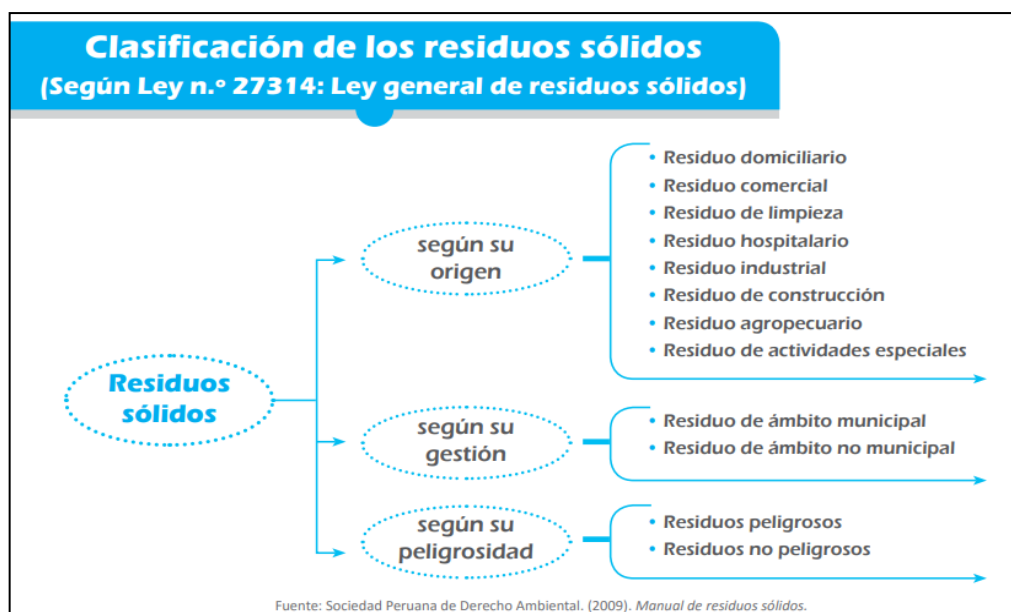 Clasificación de los residuos sólidos
(Según Ley n.º 27314: Ley general de residuos sólidos)
Residuos
sólidos
según su
origen
• Residuo domiciliario
• Residuo comercial
• Residuo de limpieza
• Residuo hospitalario
• Residuo industrial
• Residuo de construcción
• Residuo agropecuario
• Residuo de actividades especiales
según su
gestión
• Residuo de ámbito municipal
• Residuo de ámbito no municipal
según su
peligrosidad
• Residuos peligrosos
• Residuos no peligrosos
Fuente: Sociedad Peruana de Derecho Ambiental. (2009). Manual de residuos sólidos.